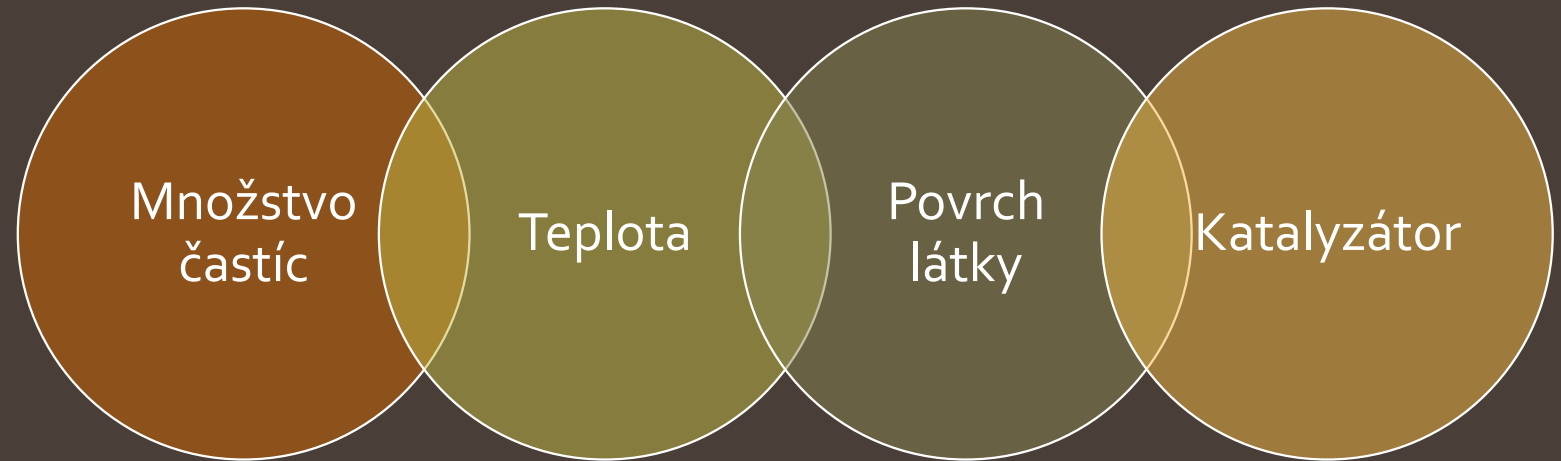 Množstvo
častíc
Teplota
Povrch
látky
Katalyzátor